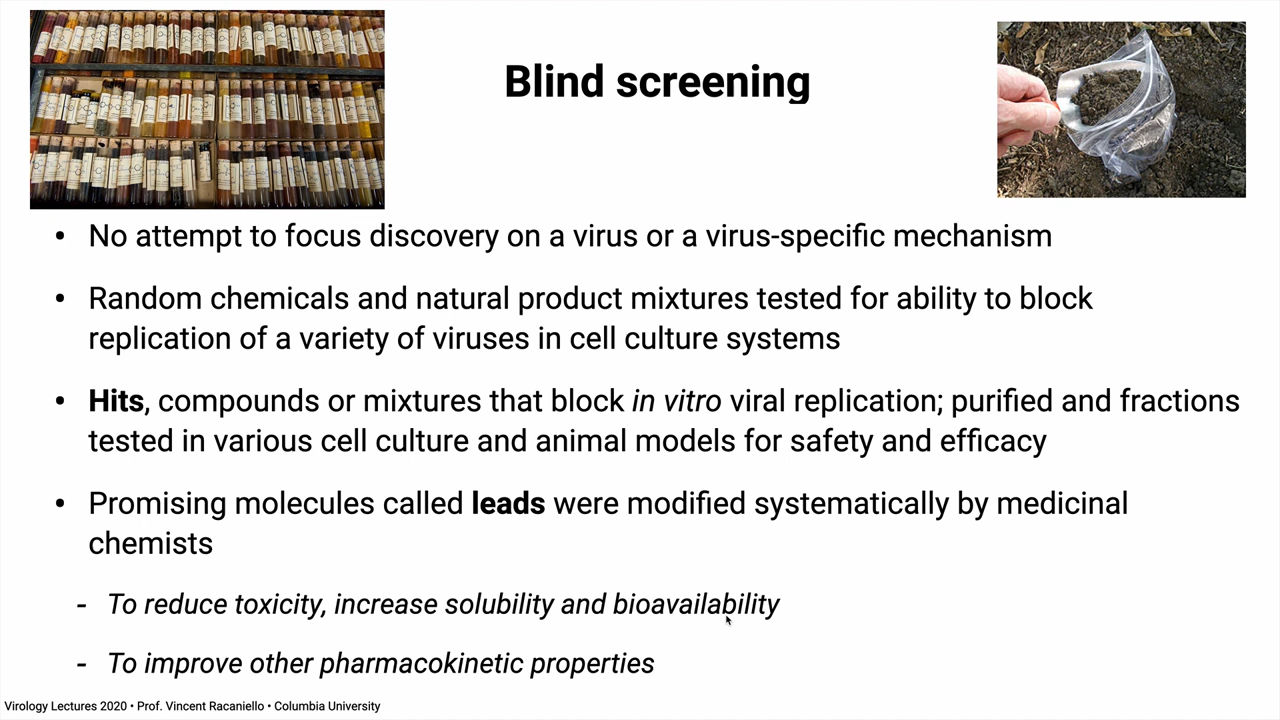 Blind screening
• No attempt to focus discovery on a virus or a virus-specific mechanism
• Random chemicals and natural product mixtures tested for ability to block
replication of a variety of viruses in cell culture systems
• Hits, compounds or mixtures that block in vitro viral replication; purified and fractions
tested in various cell culture and animal models for safety and efficacy
• Promising molecules called leads were modified systematically by medicinal
chemists
- To reduce toxicity, increase solubility and bioavailability
- To improve other pharmacokinetic properties
Virology Lectures 2020 • Prof. Vincent Racaniello • Columbia University